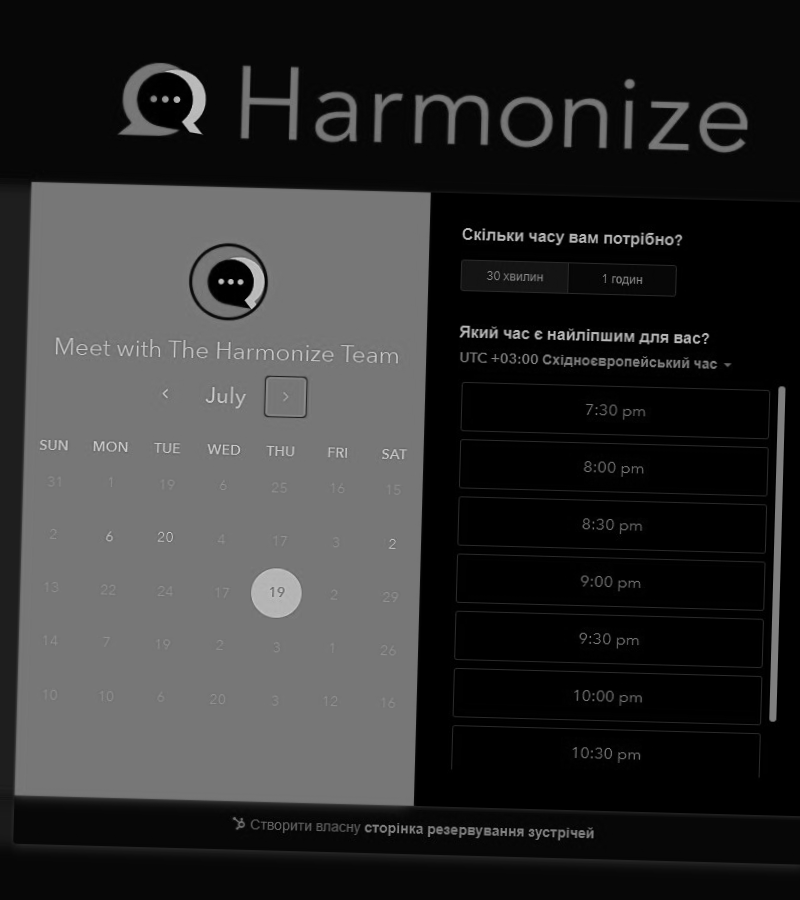 Harmonize
Meet with The Harmonize Team
July
SUN MON TUE WED THU FRI SAT
31 1 19 6 25 16 15
2 6 20 4 17 3 2
13 22 24 17 19 2 29
14 7 19 2 3 1 26
10 10 6 20 3 12 16
Скільки часу вам потрібно?
30 хвилин 1 годин
Який час є найліпшим для вас?
UTC +03:00 Східноєвропейський час
7:30 pm
8:00 pm
8:30 pm
9:00 pm
9:30 pm
10:00 pm
10:30 pm
Створити власну сторінка резервування зустрічей